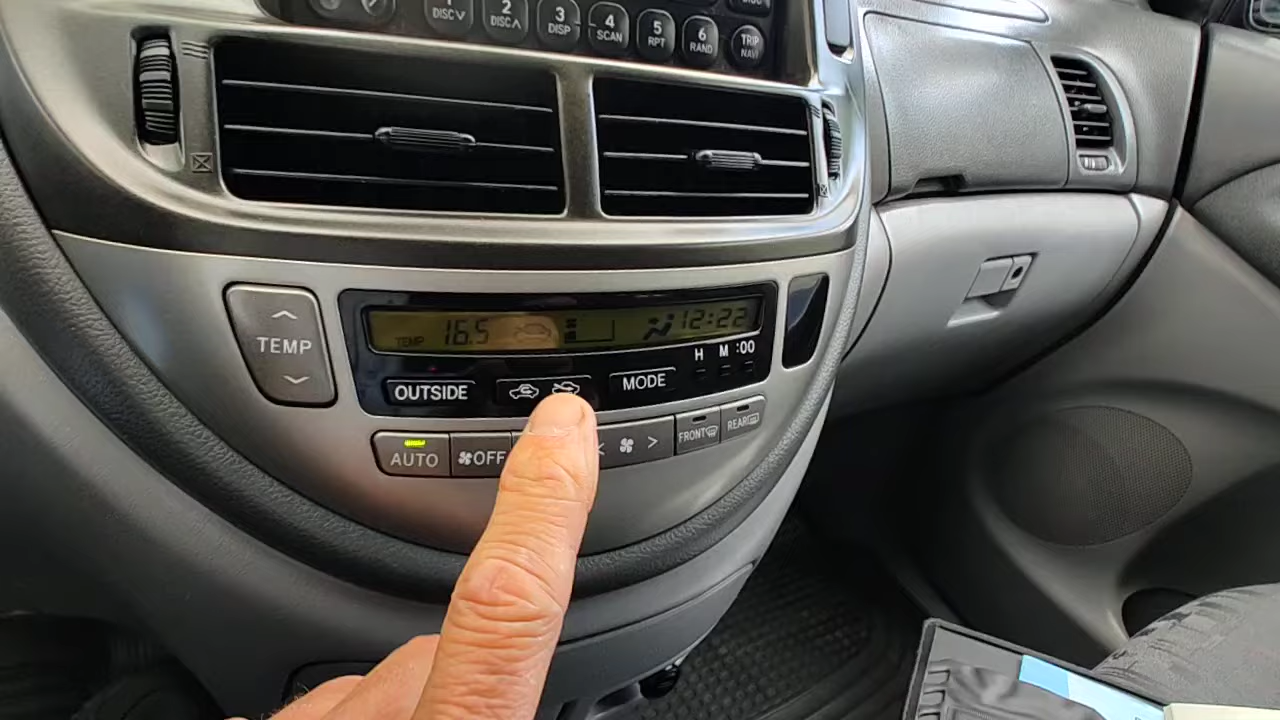 1 2 3 4 5 6 TRIP
DISC∨ DISC∧ DISP SCAN RPT RAND NAVI
TEMP
TEMP 16.5 12:22
H M :00
OUTSIDE MODE
AUTO OFF < > FRONT REAR